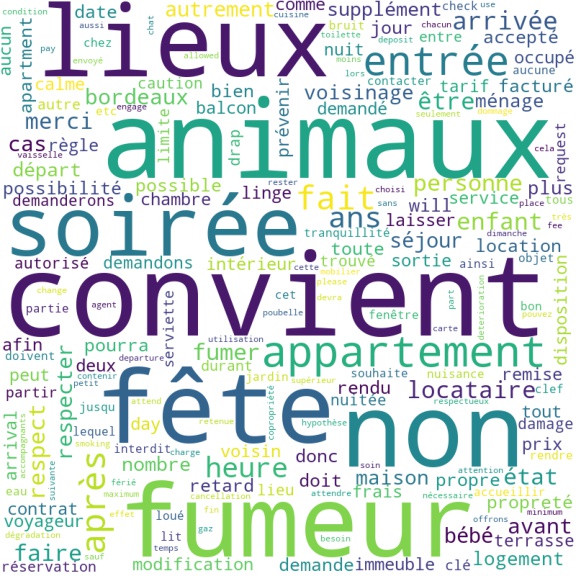 aucun condition date lieux autrement comme supplément check use
pay aussi chez chat bruit cuisine toilette jour arrivée
apartment envoyé allowed moins deposit nuit entrée accepté chacun occupé
calme autre bordeaux caution bien lors contacter entre aucune
merci etc engage balcon limite prévenir voisinage demandé tarif être seulement dommage facturé ménage
cas règle vaisselle animaux drap cela request
départ possible rester personne choisi plus
possibilité linge fait sans place tous
demanderons chambre ans will service très
soirée tranquillité laisser enfant fee
toute séjour dimanche location
autorisé demandons intérieur trouvé cette sortie ainsi objet
change partie agent convient mobilier please part disposition
poubelle cet devra carte deterioration bon pouvez
afin utilisation serviette fenêtre
doivent pourra departure fumer appartement
peut deux durant jardin nuisance
partir petit contenir supérieur souhaite remise
respecter fête nuitée rendu locataire clef
arrival accompagnants jusqu attend copropriété respectueux
lequel day retenue hypothèse non tout damage
respect smoking interdit charge voisin donc prix rendre
après nombre heure soin maison attention état
eau suivante férié retard lieu doit propre accueillir
contrat maximum cancellation frais attendre nécessaire propreté
voyageur effet loué fumeur fin bébé avant
dégradation gaz offrons minimum
faire sauf lit temps besoin terrasse
réservation modification demande immeuble clé logement